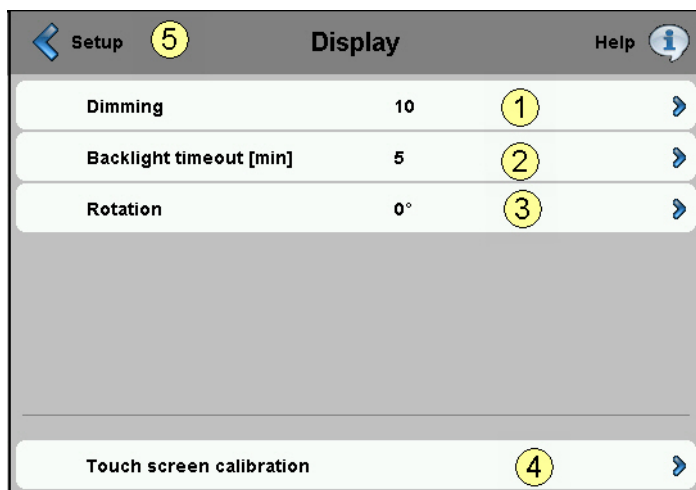 Setup 5 Display Help
Dimming 10 1
Backlight timeout [min] 5 2
Rotation 0° 3
Touch screen calibration 4